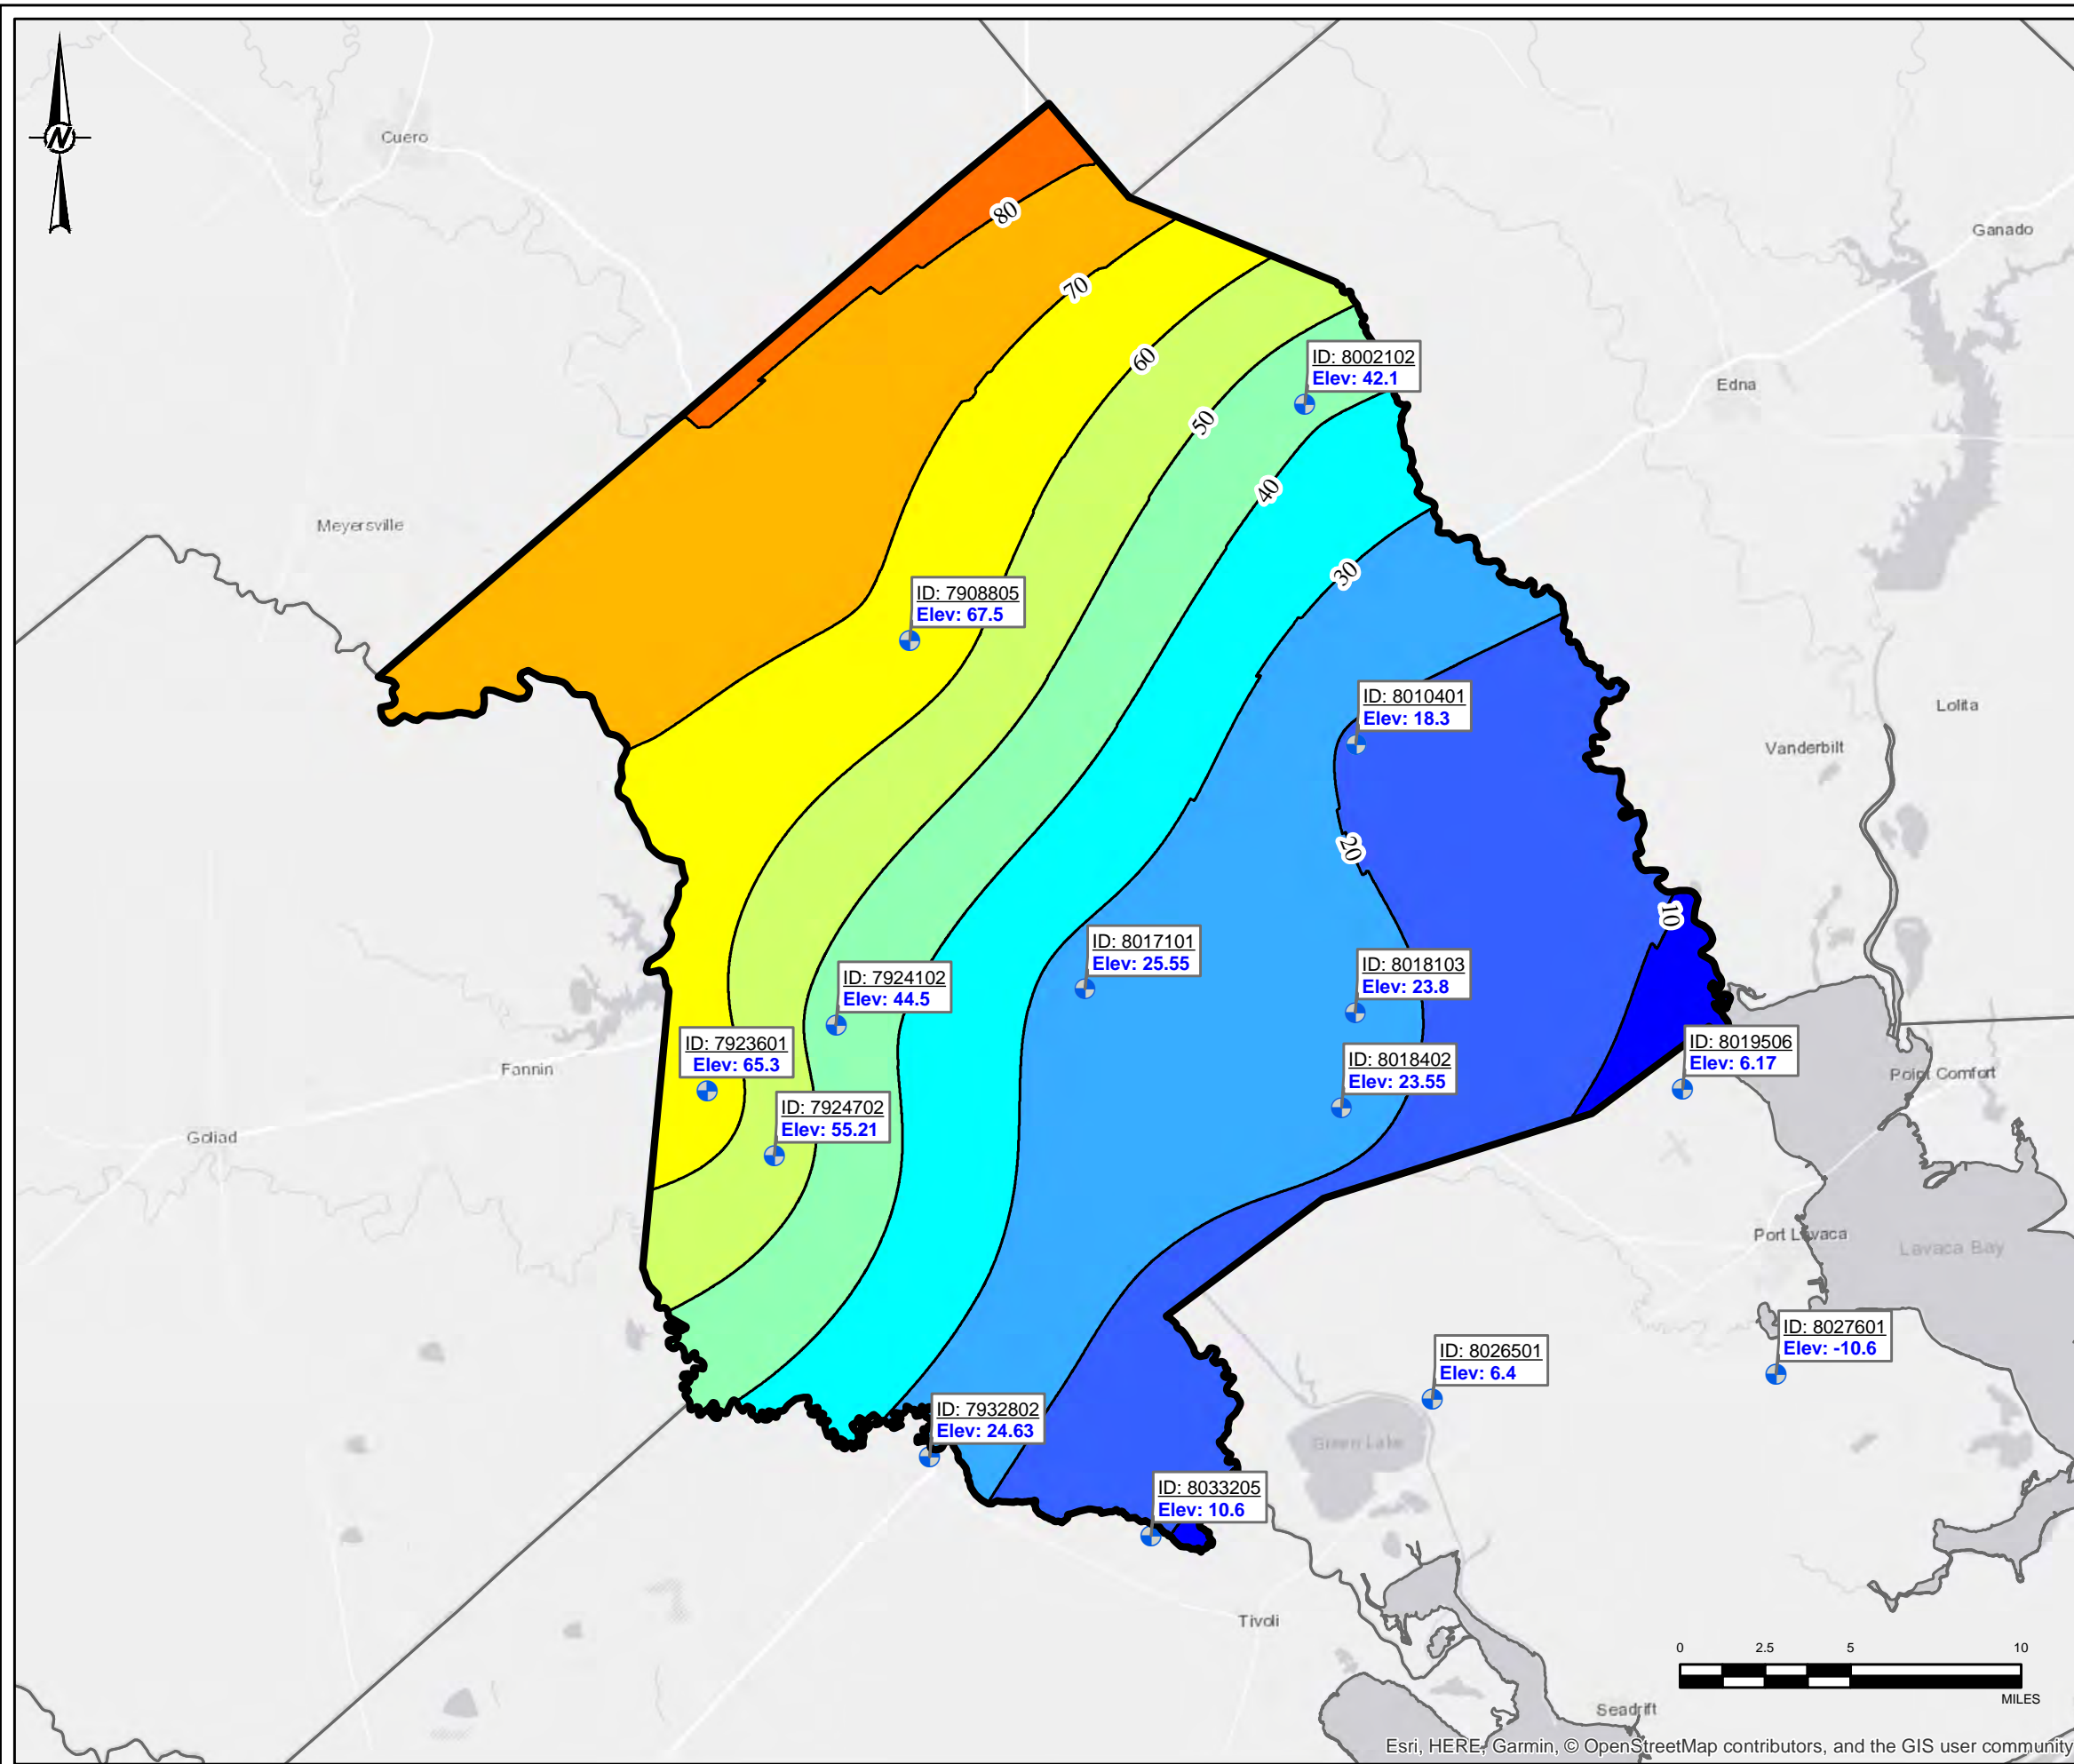 N
Cuero
80
Ganado
70
60
ID: 8002102
Elev: 42.1
Edna
50
40
Meyersville
30
ID: 7908805
Elev: 67.5
ID: 8010401
Elev: 18.3
Lolita
Vanderbilt
20
10
ID: 8017101
Elev: 25.55
ID: 8018103
Elev: 23.8
ID: 7924102
Elev: 44.5
ID: 7923601
Elev: 65.3
ID: 8019506
Elev: 6.17
Fannin
ID: 8018402
Elev: 23.55
Point Comfort
ID: 7924702
Elev: 55.21
Goliad
Port Lavaca
Lavaca Bay
ID: 8027601
Elev: -10.6
ID: 8026501
Elev: 6.4
ID: 7932802
Elev: 24.63
Green Lake
ID: 8033205
Elev: 10.6
Tivoli
0 2.5 5 10
MILES
Seadrift
Esri, HERE, Garmin, © OpenStreetMap contributors, and the GIS user community